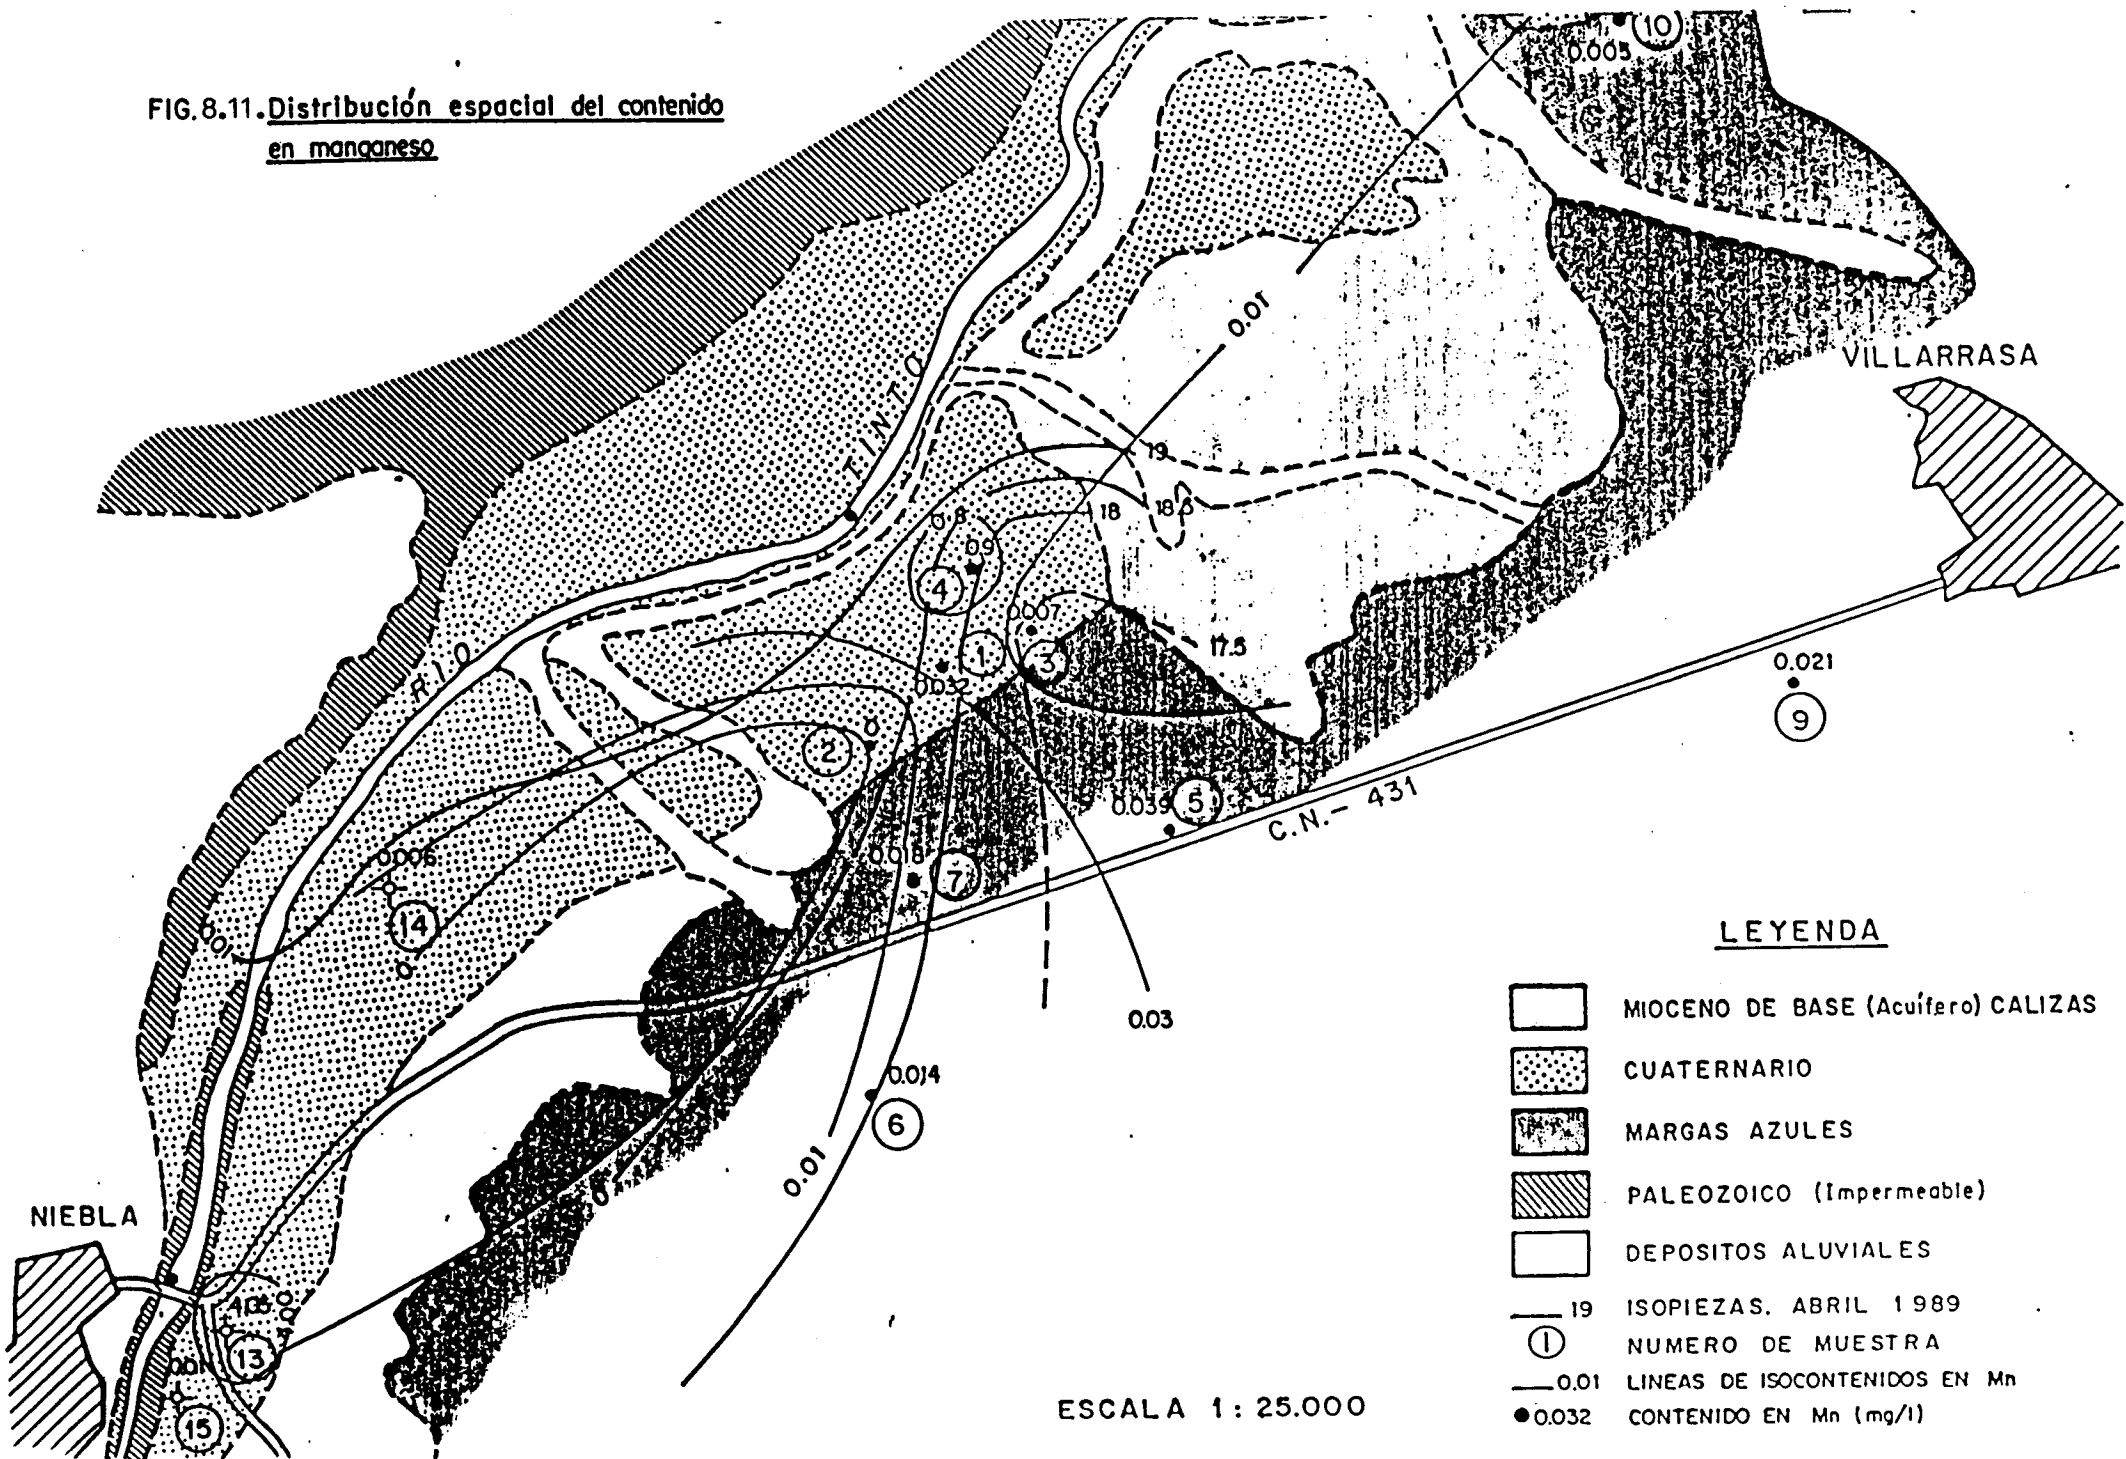 FIG. 8.11. Distribución espacial del contenido
en manganeso
10
0.005
VILLARRASA
0.01
RIO TINTO
19
18.5
18
0.8
0.9
4
0.007
1
3
17.5
0.032
0.021
9
2
0
0.039
5
C.N.- 431
0.018
7
0.006
14
0.01
0
0.03
0.014
6
0.01
0
NIEBLA
4.05
13
15
LEYENDA
MIOCENO DE BASE (Acuífero) CALIZAS
CUATERNARIO
MARGAS AZULES
PALEOZOICO (Impermeable)
DEPOSITOS ALUVIALES
19 ISOPIEZAS. ABRIL 1989
1 NUMERO DE MUESTRA
0.01 LINEAS DE ISOCONTENIDOS EN Mn
0.032 CONTENIDO EN Mn (mg/l)
ESCALA 1: 25.000